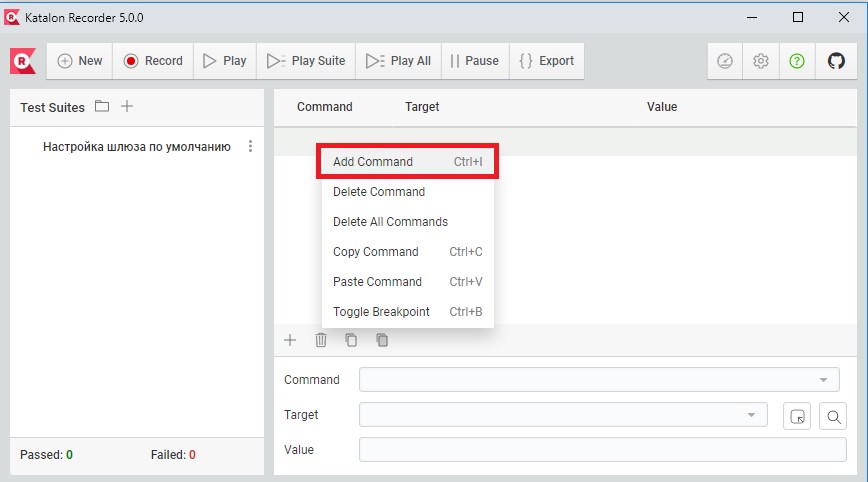 Katalon Recorder 5.0.0
New Record Play Play Suite Play All Pause Export
Test Suites
Command Target Value
Настройка шлюза по умолчанию
Add Command Ctrl+I
Delete Command
Delete All Commands
Copy Command Ctrl+C
Paste Command Ctrl+V
Toggle Breakpoint Ctrl+B
Command
Target
Value
Passed: 0 Failed: 0